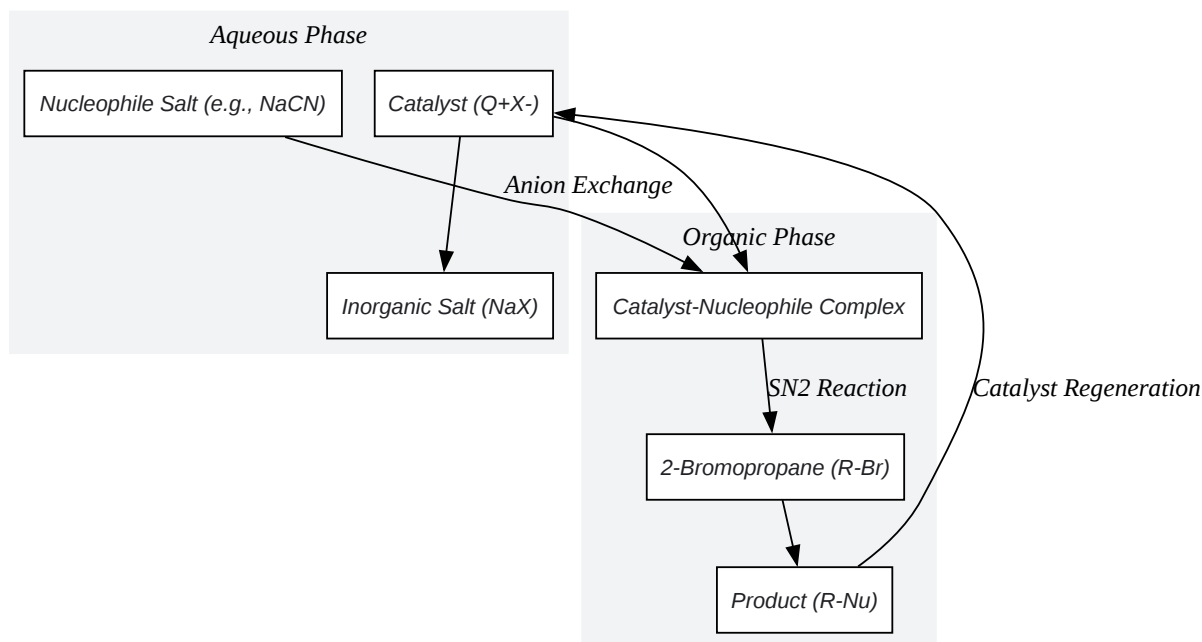 Aqueous Phase
Nucleophile Salt (e.g., NaCN)
Catalyst (Q+X-)
Anion Exchange
Organic Phase
Inorganic Salt (NaX)
Catalyst-Nucleophile Complex
SN2 Reaction
Catalyst Regeneration
2-Bromopropane (R-Br)
Product (R-Nu)